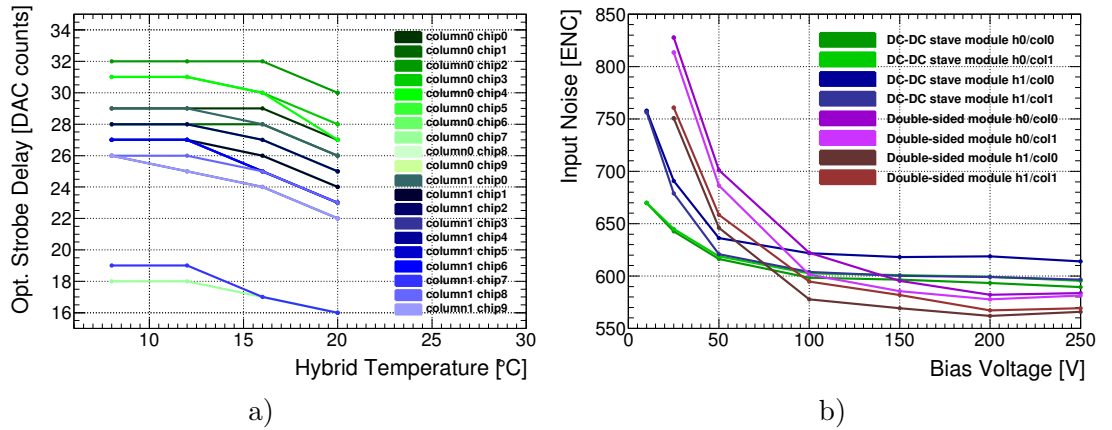 Opt. Strobe Delay [DAC counts]
34
32
30
28
26
24
22
20
18
16
10
15
20
25
30
Hybrid Temperature [°C]
column0 chip0
column0 chip1
column0 chip2
column0 chip3
column0 chip4
column0 chip5
column0 chip6
column0 chip7
column0 chip8
column0 chip9
column1 chip0
column1 chip1
column1 chip2
column1 chip3
column1 chip4
column1 chip5
column1 chip6
column1 chip7
column1 chip8
column1 chip9
a)
Input Noise [ENC]
850
800
750
700
650
600
550
0
50
100
150
200
250
Bias Voltage [V]
DC-DC stave module h0/col0
DC-DC stave module h0/col1
DC-DC stave module h1/col0
DC-DC stave module h1/col1
Double-sided module h0/col0
Double-sided module h0/col1
Double-sided module h1/col0
Double-sided module h1/col1
b)